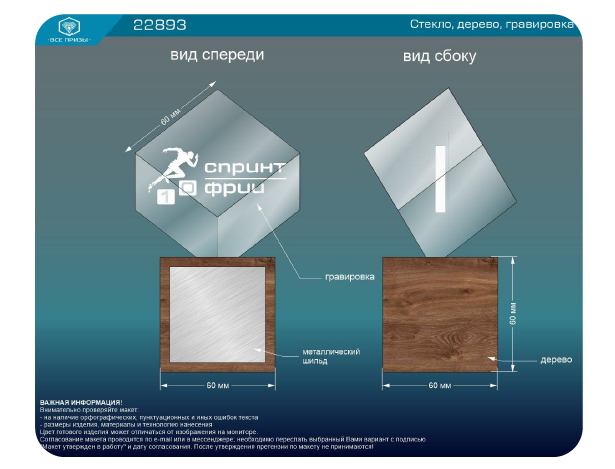 22893
Стекло, дерево, гравировка
·ВСЕ ПРИЗЫ·
вид спереди
вид сбоку
60 мм
спринт
10 фрии
гравировка
металлический
шильд
60 мм
дерево
60 мм
60 мм
ВАЖНАЯ ИНФОРМАЦИЯ!
Внимательно проверяйте макет:
- на наличие орфографических, пунктуационных и иных ошибок текста
- размеры изделия, материалы и технологию нанесения
Цвет готового изделия может отличаться от изображения на мониторе.
Согласование макета проводится по e-mail или в мессенджере: необходимо переслать выбранный Вами вариант с подписью
"Макет утвержден в работу" и дату согласования. После утверждения претензии по макету не принимаются!